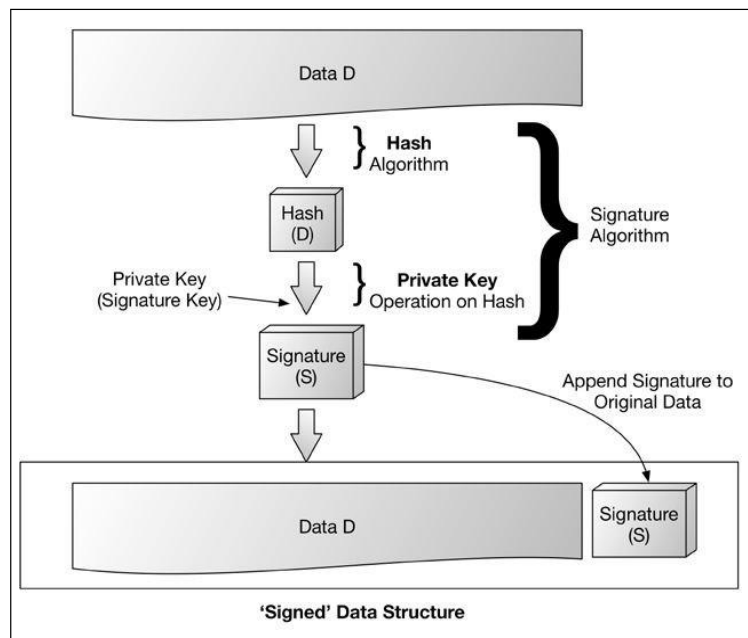 Data D
Hash
Algorithm
Hash
(D)
Signature
Algorithm
Private Key
(Signature Key)
Private Key
Operation on Hash
Signature
(S)
Append Signature to
Original Data
Data D
Signature
(S)
‘Signed’ Data Structure